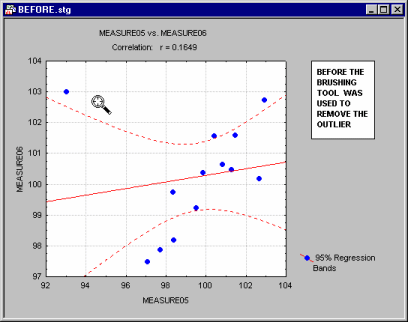 BEFORE.stg
MEASURE05 vs. MEASURE06
Correlation: r = 0.1649
104
103
102
101
100
99
98
97
MEASURE06
92
94
96
98
100
102
104
MEASURE05
BEFORE THE
BRUSHING
TOOL WAS
USED TO
REMOVE THE
OUTLIER
95% Regression
Bands